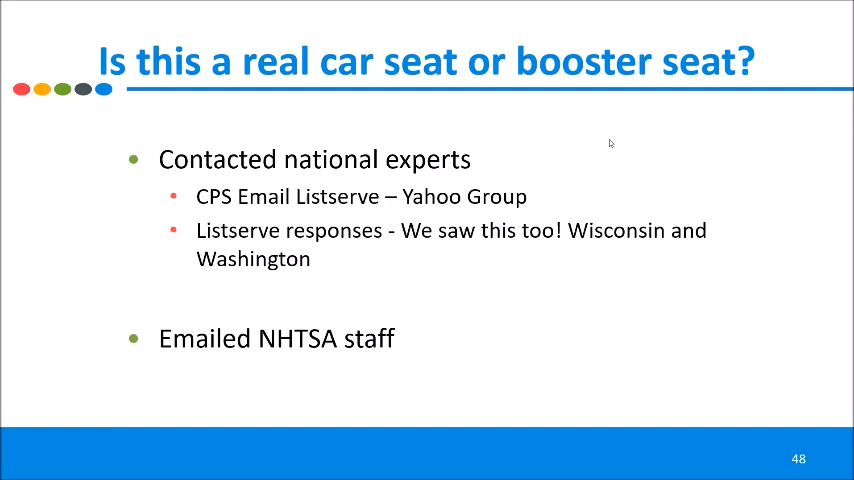 Is this a real car seat or booster seat?
• Contacted national experts
• CPS Email Listserve – Yahoo Group
• Listserve responses - We saw this too! Wisconsin and
Washington
• Emailed NHTSA staff
48